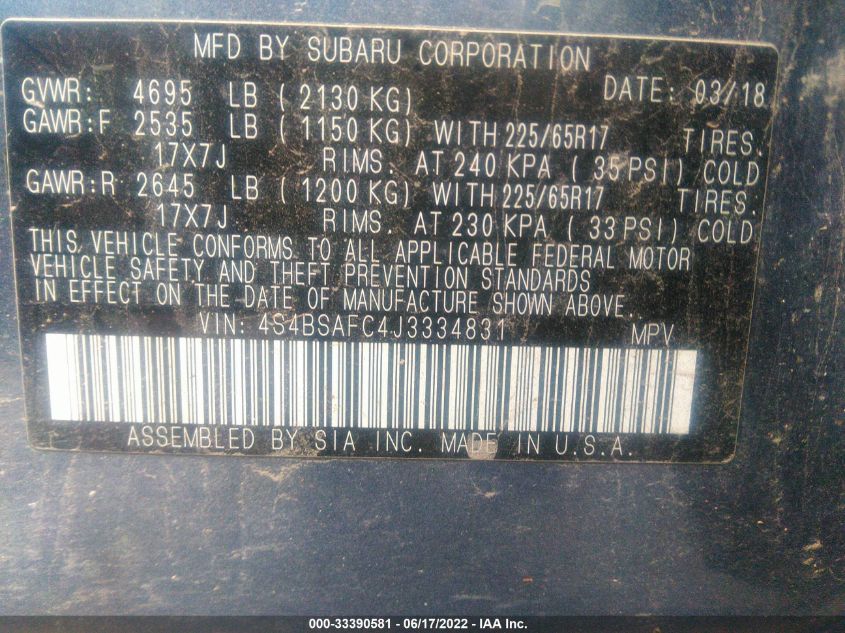 MFD BY SUBARU CORPORATION
GVWR: 4695 LB (2130 KG) DATE: 03/18
GAWR:F 2535 LB (1150 KG) WITH 225/65R17 TIRES.
17X7J RIMS. AT 240 KPA (35 PSI) COLD
GAWR:R 2645 LB (1200 KG) WITH 225/65R17 TIRES.
17X7J RIMS. AT 230 KPA (33 PSI) COLD
THIS VEHICLE CONFORMS TO ALL APPLICABLE FEDERAL MOTOR
VEHICLE SAFETY AND THEFT PREVENTION STANDARDS
IN EFFECT ON THE DATE OF MANUFACTURE SHOWN ABOVE.
VIN: 4S4BSAFC4J3334831 MPV
ASSEMBLED BY SIA INC. MADE IN U.S.A.
000-33390581 - 06/17/2022 - IAA Inc.